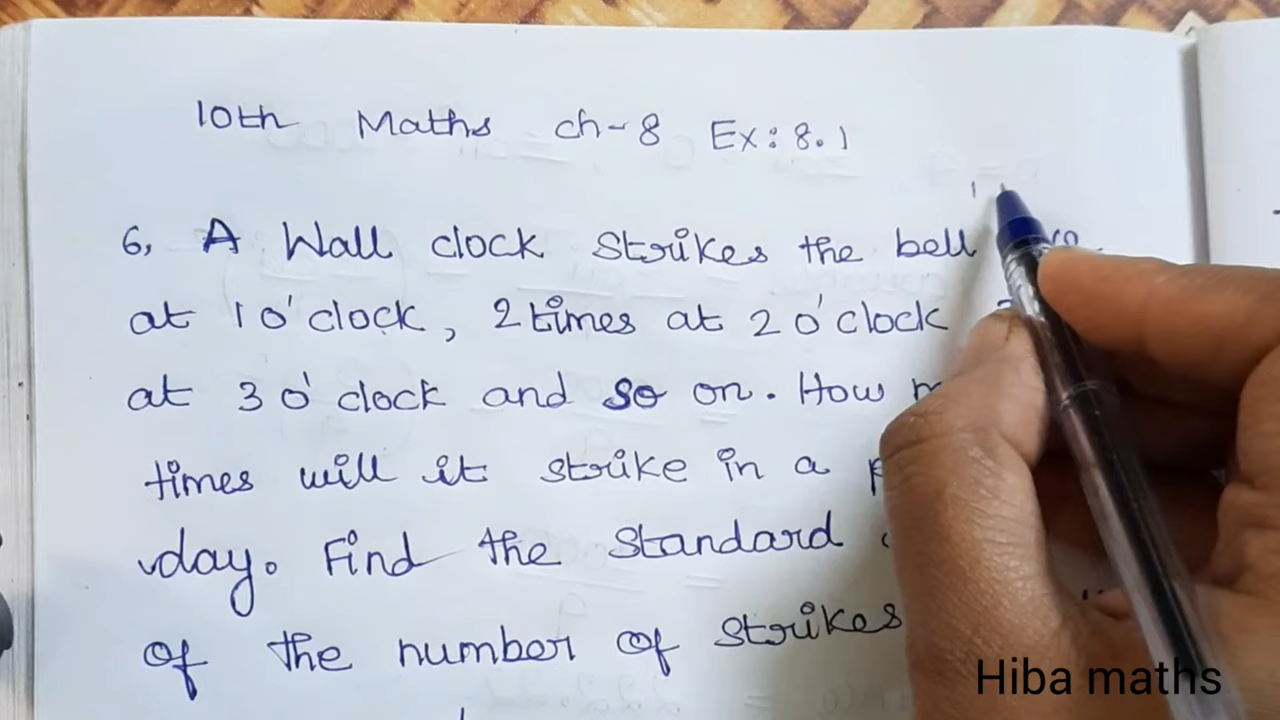 10th Maths ch-8 Ex: 8.1
6, A Wall clock strikes the bell
at 1 o'clock, 2 times at 2 o'clock
at 3 o'clock and so on. How
times will it strike in a
day. Find the standard
of the number of strikes
Hiba maths